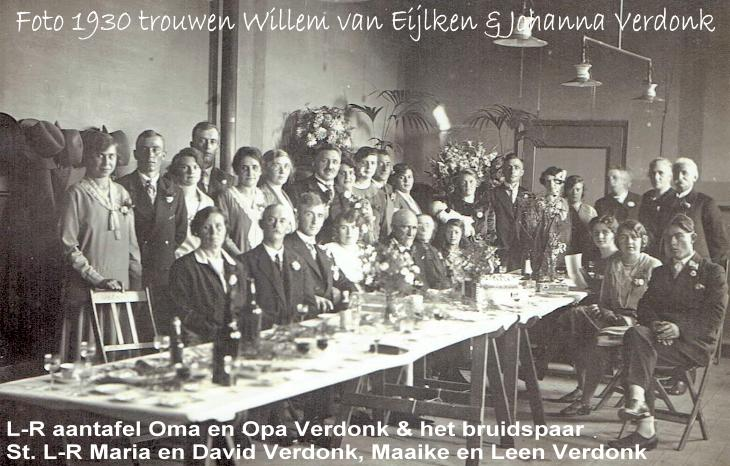 Foto 1930 trouwen Willem van Eijlken & Johanna Verdonk
L-R aantafel Oma en Opa Verdonk & het bruidspaar
St. L-R Maria en David Verdonk, Maaike en Leen Verdonk